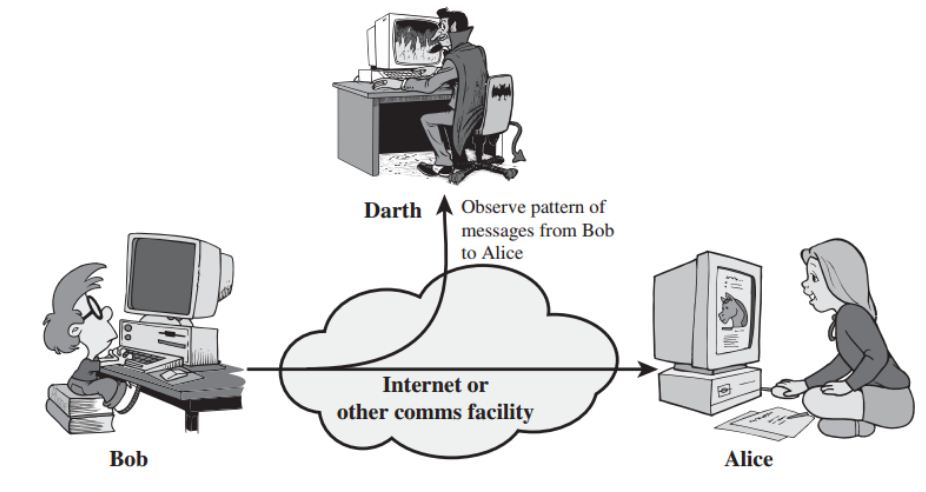 Darth
Observe pattern of
messages from Bob
to Alice
Internet or
other comms facility
Bob
Alice